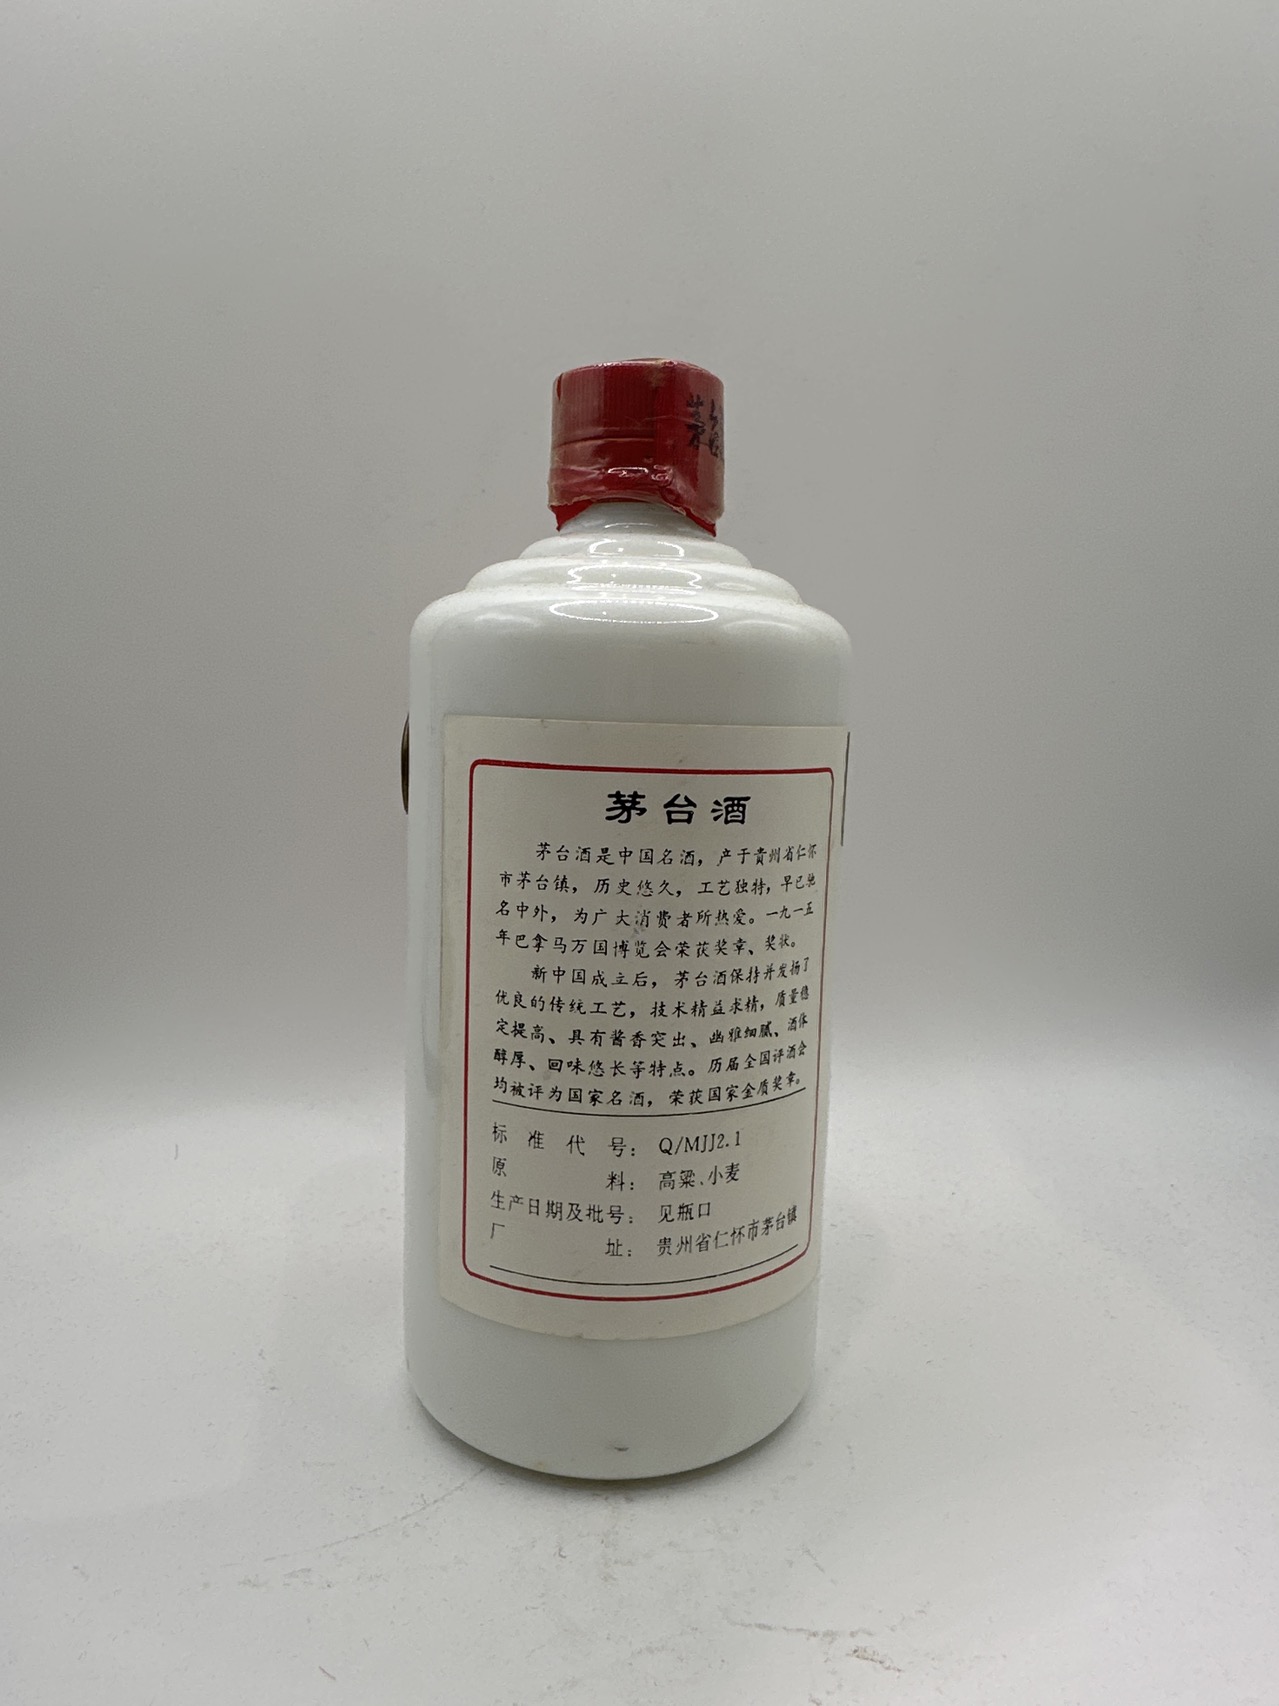 茅台酒
茅台酒是中国名酒，产于贵州省仁怀
市茅台镇，历史悠久，工艺独特，早已驰
名中外，为广大消费者所热爱。一九一五
年巴拿马万国博览会荣获奖章、奖状。
新中国成立后，茅台酒保持并发扬了
优良的传统工艺，技术精益求精，质量稳
定提高、具有酱香突出、幽雅细腻、酒体
醇厚、回味悠长等特点。历届全国评酒会
均被评为国家名酒，荣获国家金质奖章。
标准代号：Q/MJJ2.1
原料：高粱、小麦
生产日期及批号：见瓶口
厂址：贵州省仁怀市茅台镇